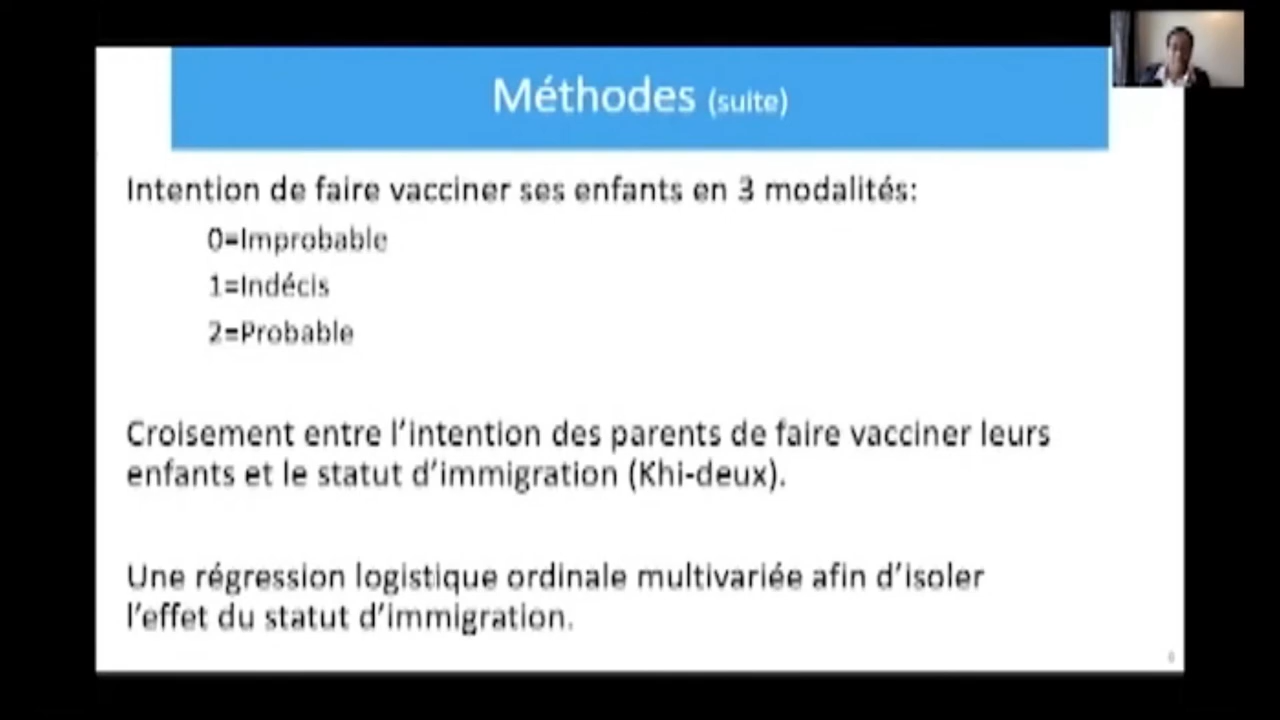 Méthodes (suite)
Intention de faire vacciner ses enfants en 3 modalités:
0=Improbable
1=Indécis
2=Probable
Croisement entre l'intention des parents de faire vacciner leurs
enfants et le statut d'immigration (Khi-deux).
Une régression logistique ordinale multivariée afin d'isoler
l'effet du statut d'immigration.